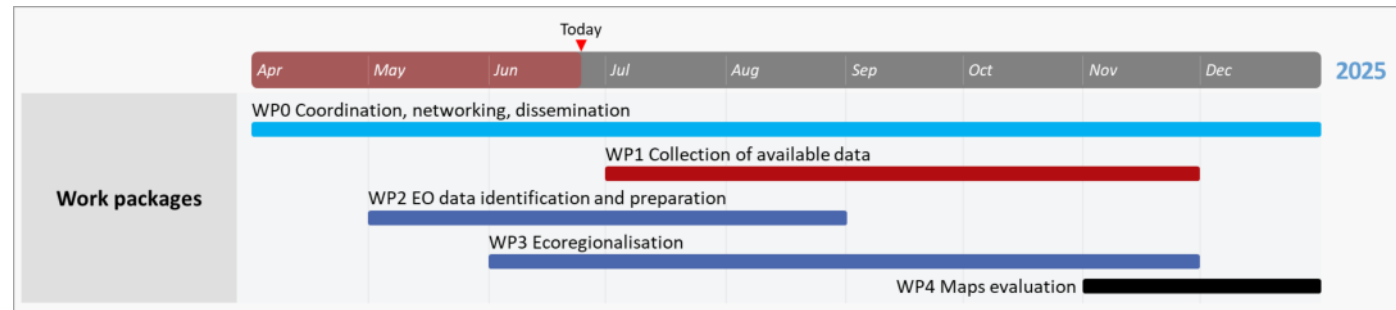 Today
Apr May Jun Jul Aug Sep Oct Nov Dec 2025
WP0 Coordination, networking, dissemination
WP1 Collection of available data
Work packages
WP2 EO data identification and preparation
WP3 Ecoregionalisation
WP4 Maps evaluation